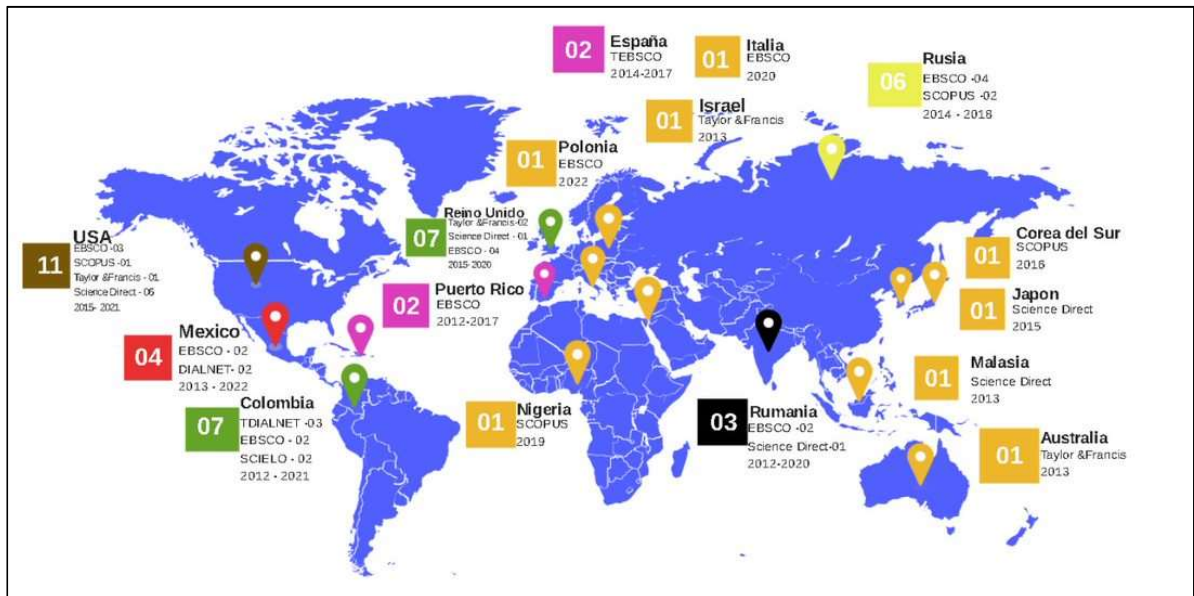 02
España
TEBSCO
2014-2017
01
Italia
EBSCO
2020
06
Rusia
EBSCO -04
SCOPUS -02
2014 - 2018
01
Israel
Taylor &Francis
2013
01
Polonia
EBSCO
2022
07
Reino Unido
Taylor &Francis-02
Science Direct - 01
EBSCO - 04
2015-2020
11
USA
EBSCO -03
SCOPUS -01
Taylor &Francis - 01
Science Direct - 06
2015- 2021
01
Corea del Sur
SCOPUS
2016
02
Puerto Rico
EBSCO
2012-2017
01
Japon
Science Direct
2015
04
Mexico
EBSCO - 02
DIALNET- 02
2013 - 2022
01
Malasia
Science Direct
2013
07
Colombia
TDIALNET -03
EBSCO - 02
SCIELO - 02
2012 - 2021
01
Nigeria
SCOPUS
2019
03
Rumania
EBSCO -02
Science Direct-01
2012-2020
01
Australia
Taylor &Francis
2013